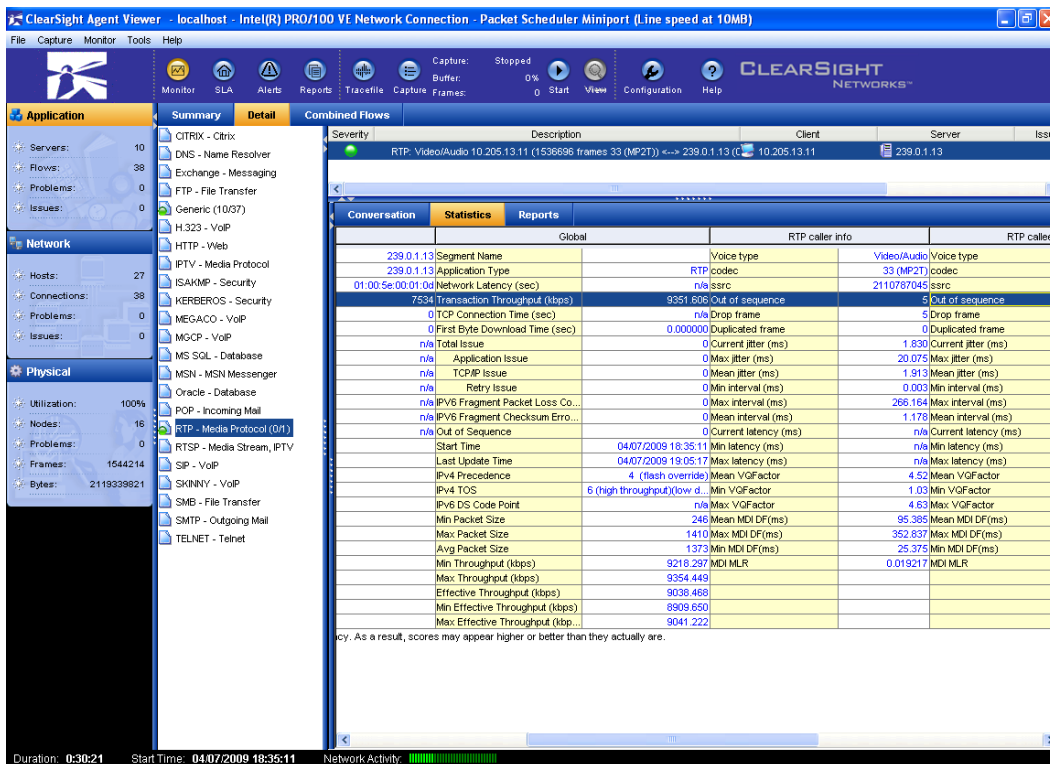 ClearSight Agent Viewer - localhost - Intel(R) PRO/100 VE Network Connection - Packet Scheduler Miniport (Line speed at 10MB)
File Capture Monitor Tools Help
Monitor SLA Alerts Reports Tracefile Capture
Capture: Stopped
Buffer: 0%
Frames: 0
Start View Configuration Help
CLEARSIGHT NETWORKS™
Application
Servers: 10
Flows: 38
Problems: 0
Issues: 0
Network
Hosts: 27
Connections: 38
Problems: 0
Issues: 0
Physical
Utilization: 100%
Nodes: 16
Problems: 0
Frames: 1544214
Bytes: 2119339821
Summary Detail Combined Flows
CITRIX - Citrix
DNS - Name Resolver
Exchange - Messaging
FTP - File Transfer
Generic (10/37)
H.323 - VoIP
HTTP - Web
IPTV - Media Protocol
ISAKMP - Security
KERBEROS - Security
MEGACO - VoIP
MGCP - VoIP
MS SQL - Database
MSN - MSN Messenger
Oracle - Database
POP - Incoming Mail
RTP - Media Protocol (0/1)
RTSP - Media Stream, IPTV
SIP - VoIP
SKINNY - VoIP
SMB - File Transfer
SMTP - Outgoing Mail
TELNET - Telnet
Severity Description Client Server Issu
RTP: Video/Audio 10.205.13.11 (1536696 frames 33 (MP2T)) <--> 239.0.1.13 (C 10.205.13.11 239.0.1.13
Conversation Statistics Reports
Global RTP caller info RTP callee
239.0.1.13 Segment Name Voice type Video/Audio Voice type
239.0.1.13 Application Type RTP codec 33 (MP2T) codec
01:00:5e:00:01:0d Network Latency (sec) n/a ssrc 2110787045 ssrc
7534 Transaction Throughput (kbps) 9351.606 Out of sequence 5 Out of sequence
0 TCP Connection Time (sec) n/a Drop frame 5 Drop frame
0 First Byte Download Time (sec) 0.000000 Duplicated frame 0 Duplicated frame
n/a Total Issue 0 Current jitter (ms) 1.830 Current jitter (ms)
n/a Application Issue 0 Max jitter (ms) 20.075 Max jitter (ms)
n/a TCP/IP Issue 0 Mean jitter (ms) 1.913 Mean jitter (ms)
n/a Retry Issue 0 Min interval (ms) 0.003 Min interval (ms)
n/a IPV6 Fragment Packet Loss Co... 0 Max interval (ms) 266.164 Max interval (ms)
n/a IPV6 Fragment Checksum Erro... 0 Mean interval (ms) 1.178 Mean interval (ms)
n/a Out of Sequence 0 Current latency (ms) n/a Current latency (ms)
Start Time 04/07/2009 18:35:11 Min latency (ms) n/a Min latency (ms)
Last Update Time 04/07/2009 19:05:17 Max latency (ms) n/a Max latency (ms)
IPv4 Precedence 4 (flash override) Mean VQFactor 4.52 Mean VQFactor
IPv4 TOS 6 (high throughput)(low d... Min VQFactor 1.03 Min VQFactor
IPv6 DS Code Point n/a Max VQFactor 4.63 Max VQFactor
Min Packet Size 246 Mean MDI DF(ms) 95.385 Mean MDI DF(ms)
Max Packet Size 1410 Max MDI DF(ms) 352.837 Max MDI DF(ms)
Avg Packet Size 1373 Min MDI DF(ms) 25.375 Min MDI DF(ms)
Min Throughput (kbps) 9218.297 MDI MLR 0.019217 MDI MLR
Max Throughput (kbps) 9354.449
Effective Throughput (kbps) 9038.468
Min Effective Throughput (kbps) 8909.650
Max Effective Throughput (kbp... 9041.222
cy. As a result, scores may appear higher or better than they actually are.
Duration: 0:30:21 Start Time: 04/07/2009 18:35:11 Network Activity: